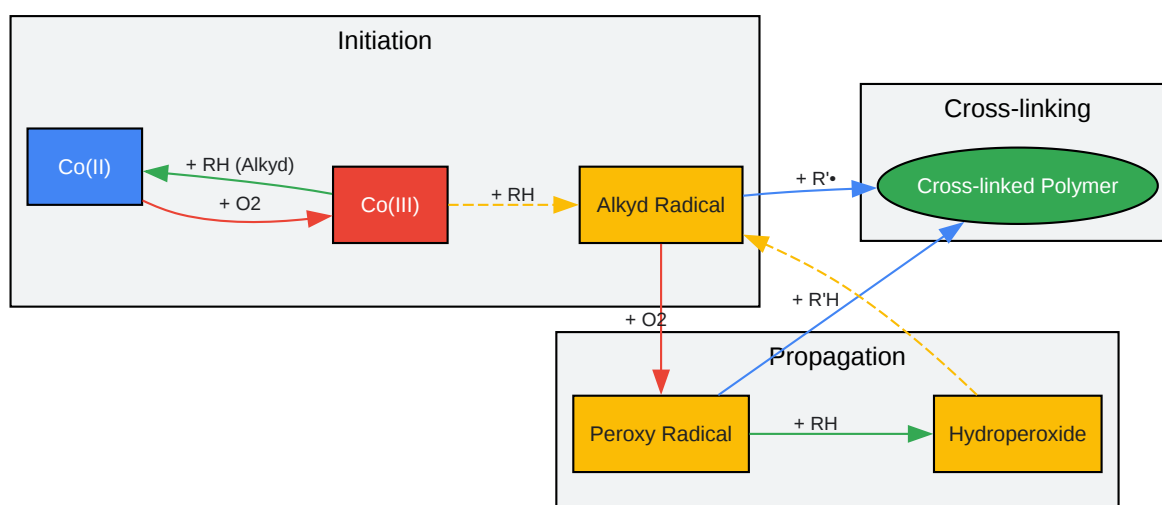 Initiation
Cross-linking
Co(II)
+ RH (Alkyd)
+ O2
Co(III)
+ RH
Alkyd Radical
+ R'•
Cross-linked Polymer
+ O2
+ R'H
Propagation
Peroxy Radical
+ RH
Hydroperoxide